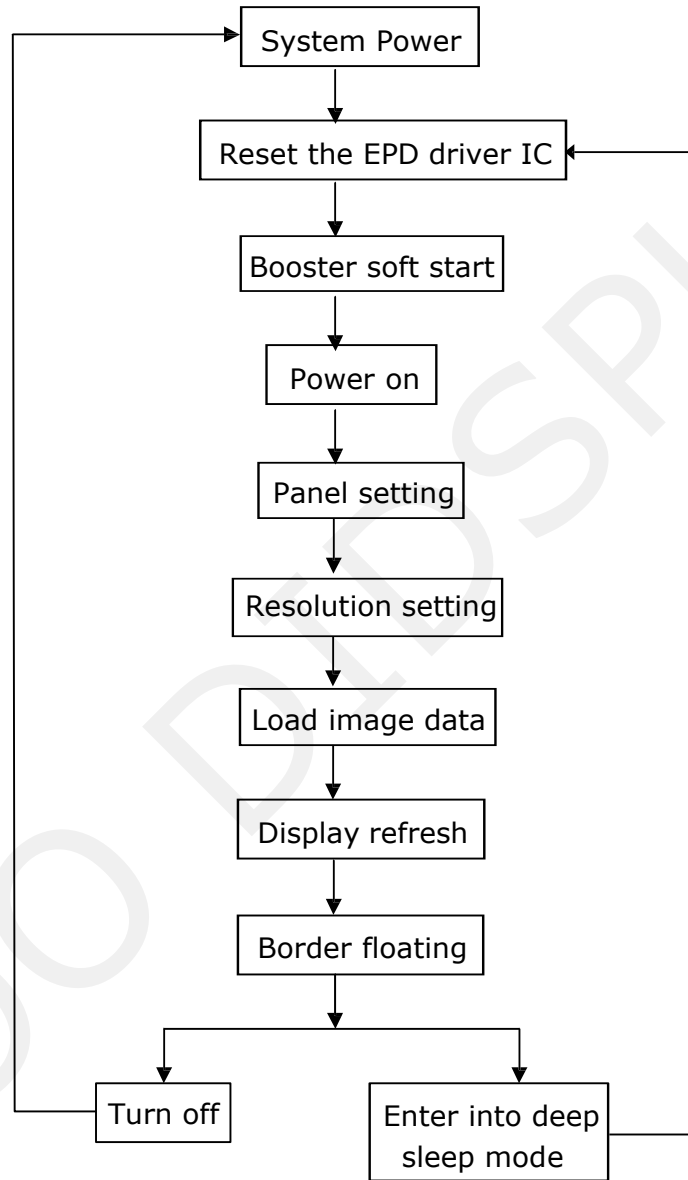 System Power
Reset the EPD driver IC
Booster soft start
Power on
Panel setting
Resolution setting
Load image data
Display refresh
Border floating
Turn off
Enter into deep
sleep mode